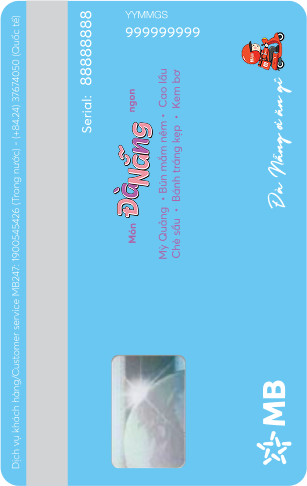 Dịch vụ khách hàng/Customer service MB247: 1900545426 (Trong nước) - (+84.24) 37674050 (Quốc tế)
Serial: 88888888
YYMMGS
999999999
Món
Đà Nẵng
ngon
Mỳ Quảng • Bún mắm nêm • Cao lầu
Chè sầu • Bánh tráng kẹp • Kem bơ
Đà Nẵng ơi ăn gì
MB